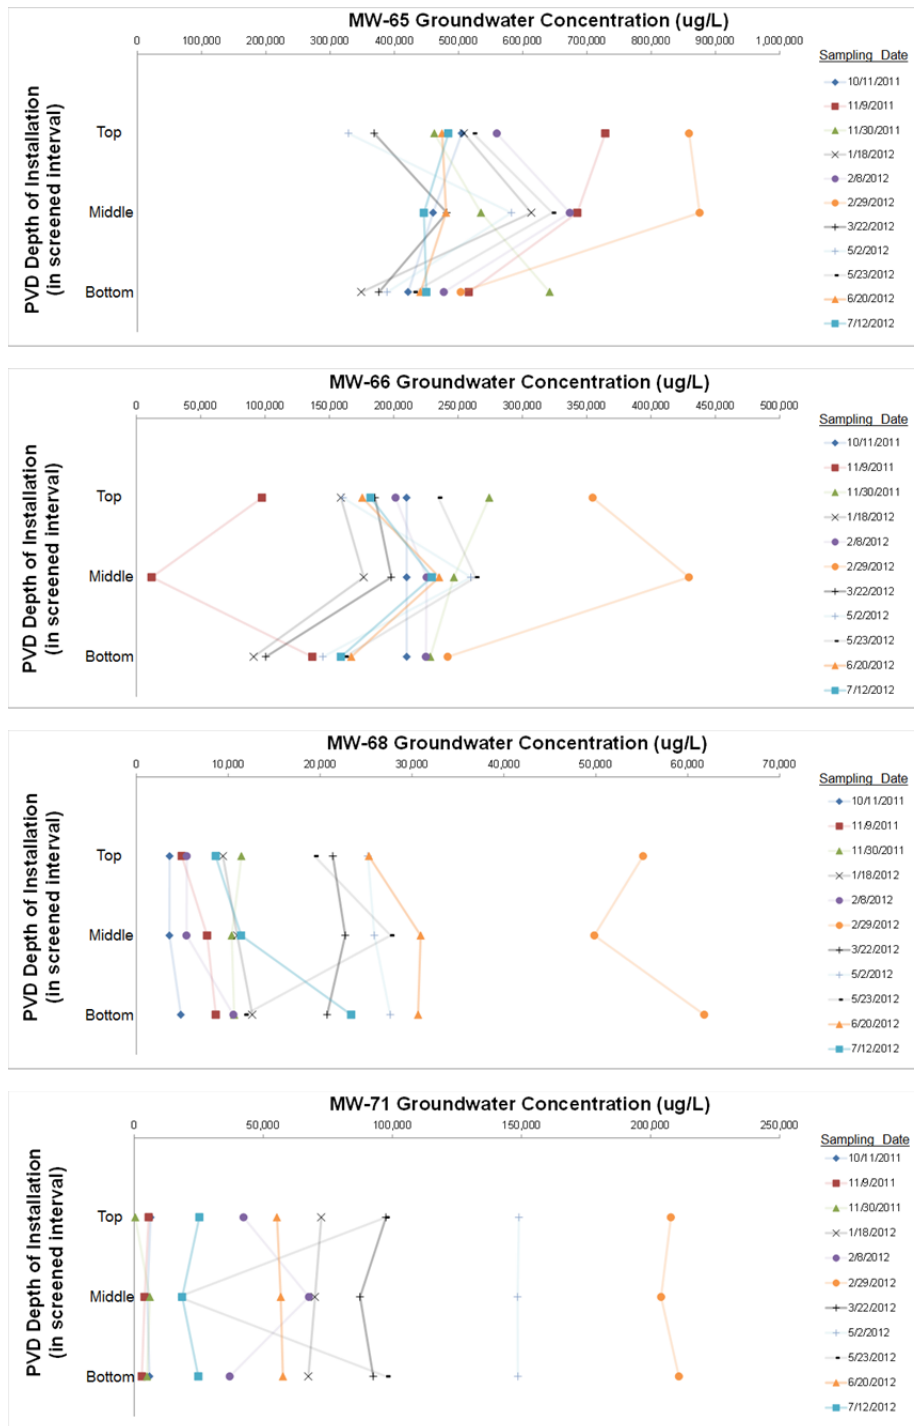 MW-65 Groundwater Concentration (ug/L)
0 100,000 200,000 300,000 400,000 500,000 600,000 700,000 800,000 900,000 1,000,000
PVD Depth of Installation
(in screened interval)
Top
Middle
Bottom
Sampling Date
10/11/2011
11/9/2011
11/30/2011
1/18/2012
2/8/2012
2/29/2012
3/22/2012
5/2/2012
5/23/2012
6/20/2012
7/12/2012
MW-66 Groundwater Concentration (ug/L)
0 50,000 100,000 150,000 200,000 250,000 300,000 350,000 400,000 450,000 500,000
PVD Depth of Installation
(in screened interval)
Top
Middle
Bottom
Sampling Date
10/11/2011
11/9/2011
11/30/2011
1/18/2012
2/8/2012
2/29/2012
3/22/2012
5/2/2012
5/23/2012
6/20/2012
7/12/2012
MW-68 Groundwater Concentration (ug/L)
0 10,000 20,000 30,000 40,000 50,000 60,000 70,000
PVD Depth of Installation
(in screened interval)
Top
Middle
Bottom
Sampling Date
10/11/2011
11/9/2011
11/30/2011
1/18/2012
2/8/2012
2/29/2012
3/22/2012
5/2/2012
5/23/2012
6/20/2012
7/12/2012
MW-71 Groundwater Concentration (ug/L)
0 50,000 100,000 150,000 200,000 250,000
PVD Depth of Installation
(in screened interval)
Top
Middle
Bottom
Sampling Date
10/11/2011
11/9/2011
11/30/2011
1/18/2012
2/8/2012
2/29/2012
3/22/2012
5/2/2012
5/23/2012
6/20/2012
7/12/2012